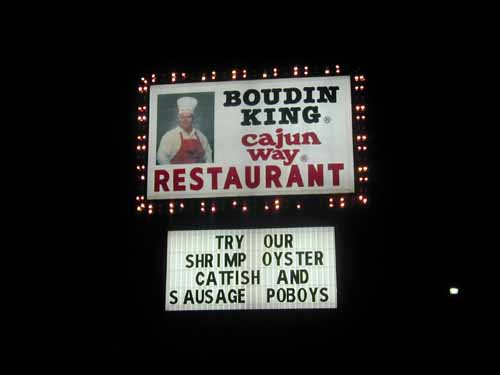 BOUDIN
KING®
cajun
way®
RESTAURANT
TRY OUR
SHRIMP OYSTER
CATFISH AND
SAUSAGE POBOYS